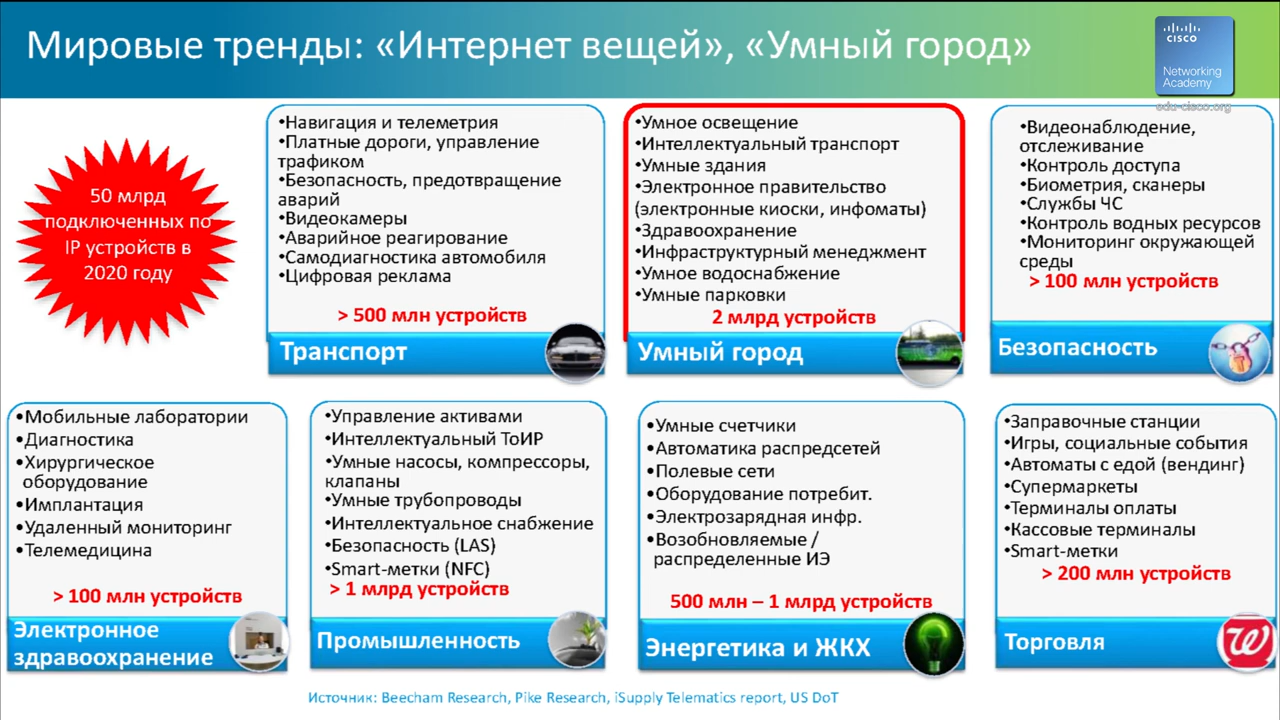 Мировые тренды: «Интернет вещей», «Умный город»
cisco
Networking
Academy
edu-cisco.org
50 млрд
подключенных по
IP устройств в
2020 году
•Навигация и телеметрия
•Платные дороги, управление
трафиком
•Безопасность, предотвращение
аварий
•Видеокамеры
•Аварийное реагирование
•Самодиагностика автомобиля
•Цифровая реклама
> 500 млн устройств
Транспорт
•Умное освещение
•Интеллектуальный транспорт
•Умные здания
•Электронное правительство
(электронные киоски, инфоматы)
•Здравоохранение
•Инфраструктурный менеджмент
•Умное водоснабжение
•Умные парковки
2 млрд устройств
Умный город
•Видеонаблюдение,
отслеживание
•Контроль доступа
•Биометрия, сканеры
•Службы ЧС
•Контроль водных ресурсов
•Мониторинг окружающей
среды
> 100 млн устройств
Безопасность
•Мобильные лаборатории
•Диагностика
•Хирургическое
оборудование
•Имплантация
•Удаленный мониторинг
•Телемедицина
> 100 млн устройств
Электронное
здравоохранение
•Управление активами
•Интеллектуальный ТоИР
•Умные насосы, компрессоры,
клапаны
•Умные трубопроводы
•Интеллектуальное снабжение
•Безопасность (LAS)
•Smart-метки (NFC)
> 1 млрд устройств
Промышленность
•Умные счетчики
•Автоматика распредсетей
•Полевые сети
•Оборудование потребит.
•Электрозарядная инфр.
•Возобновляемые /
распределенные ИЭ
500 млн – 1 млрд устройств
Энергетика и ЖКХ
•Заправочные станции
•Игры, социальные события
•Автоматы с едой (вендинг)
•Супермаркеты
•Терминалы оплаты
•Кассовые терминалы
•Smart-метки
> 200 млн устройств
Торговля
W
Источник: Beecham Research, Pike Research, iSupply Telematics report, US DoT